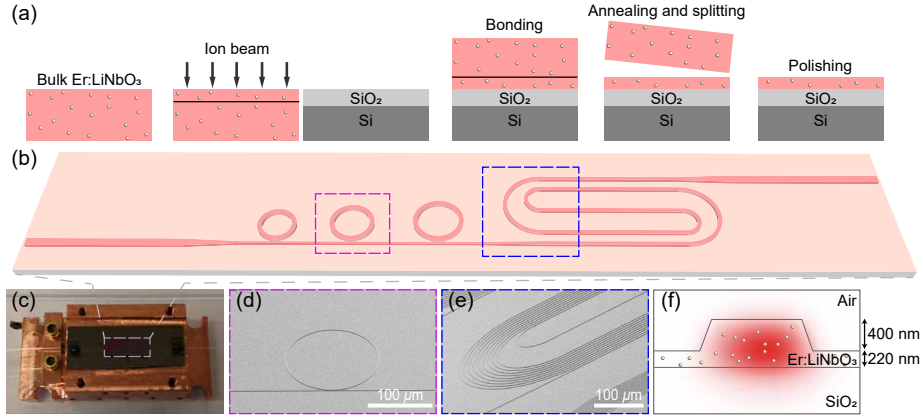 (a)
Bulk Er:LiNbO₃
Ion beam
SiO₂
Si
Bonding
SiO₂
Si
Annealing and splitting
SiO₂
Si
Polishing
SiO₂
Si
(b)
(c)
(d)
100 µm
(e)
100 µm
(f)
Air
400 nm
Er:LiNbO₃
220 nm
SiO₂